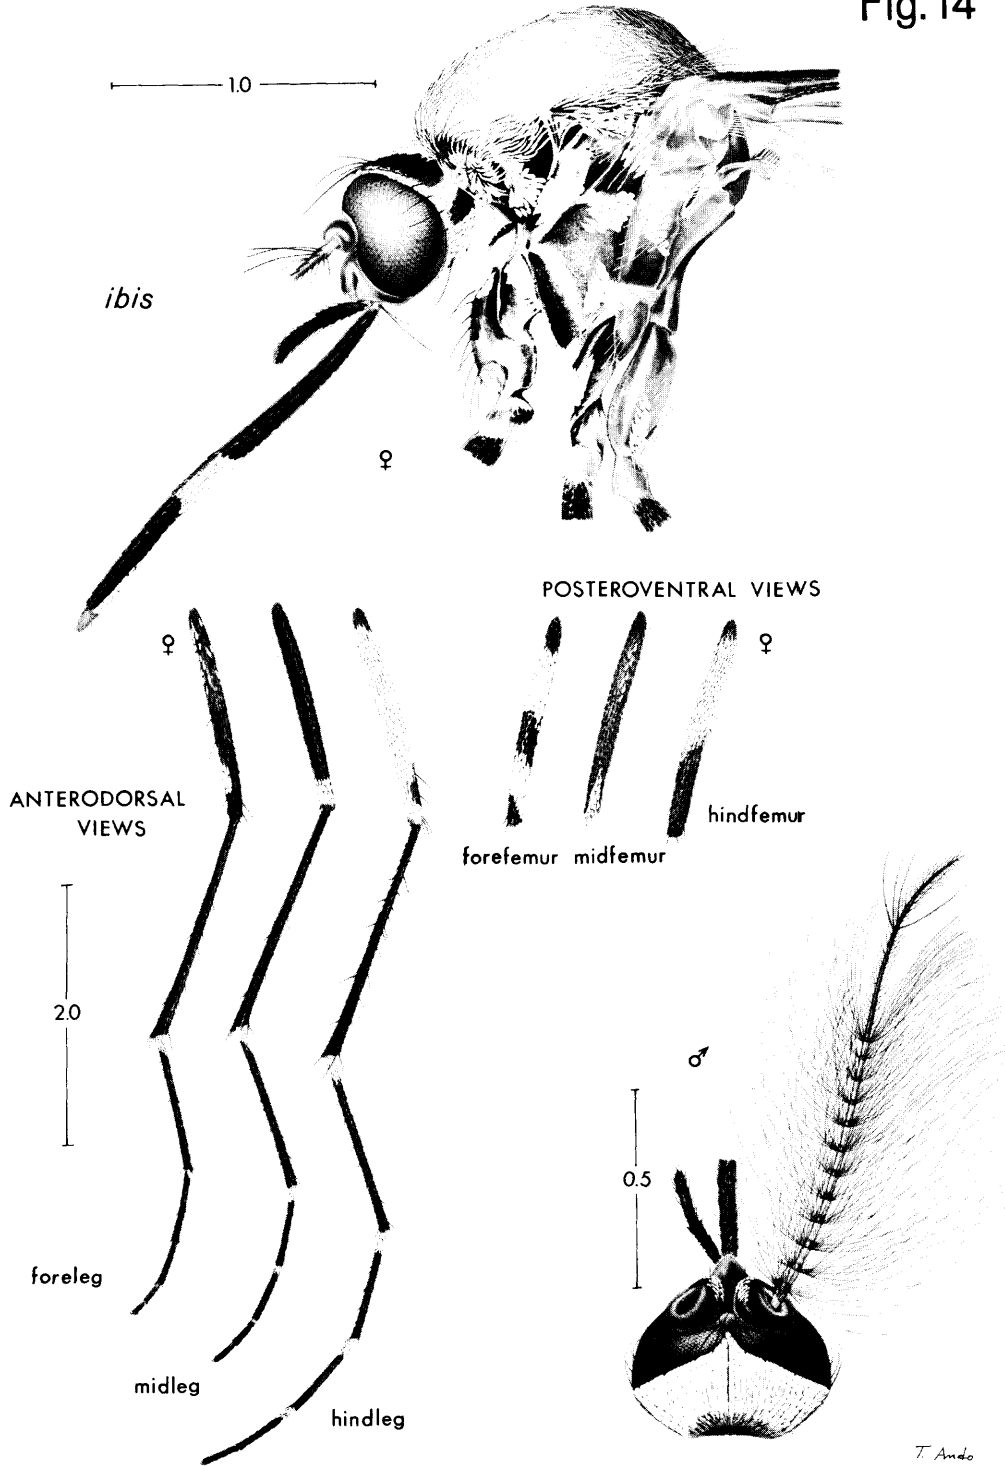 Fig. 14
1.0
ibis
♀
POSTEROVENTRAL VIEWS
♀
♀
ANTERODORSAL
VIEWS
hindfemur
forefemur midfemur
2.0
♂
0.5
foreleg
midleg
hindleg
T. Ando